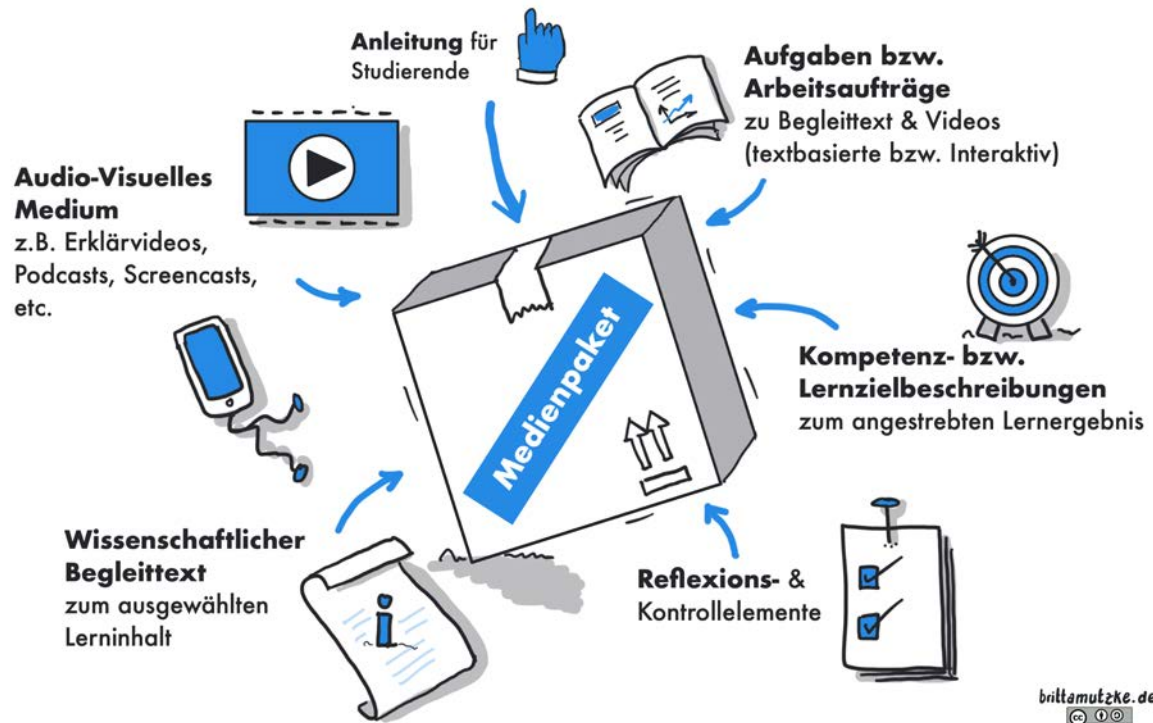 Anleitung für
Studierende
Aufgaben bzw.
Arbeitsaufträge
zu Begleittext & Videos
(textbasierte bzw. Interaktiv)
Audio-Visuelles
Medium
z.B. Erklärvideos,
Podcasts, Screencasts,
etc.
Medienpaket
Kompetenz- bzw.
Lernzielbeschreibungen
zum angestrebten Lernergebnis
Wissenschaftlicher
Begleittext
zum ausgewählten
Lerninhalt
i
Reflexions- &
Kontrollelemente
brittamutzke.de
cc